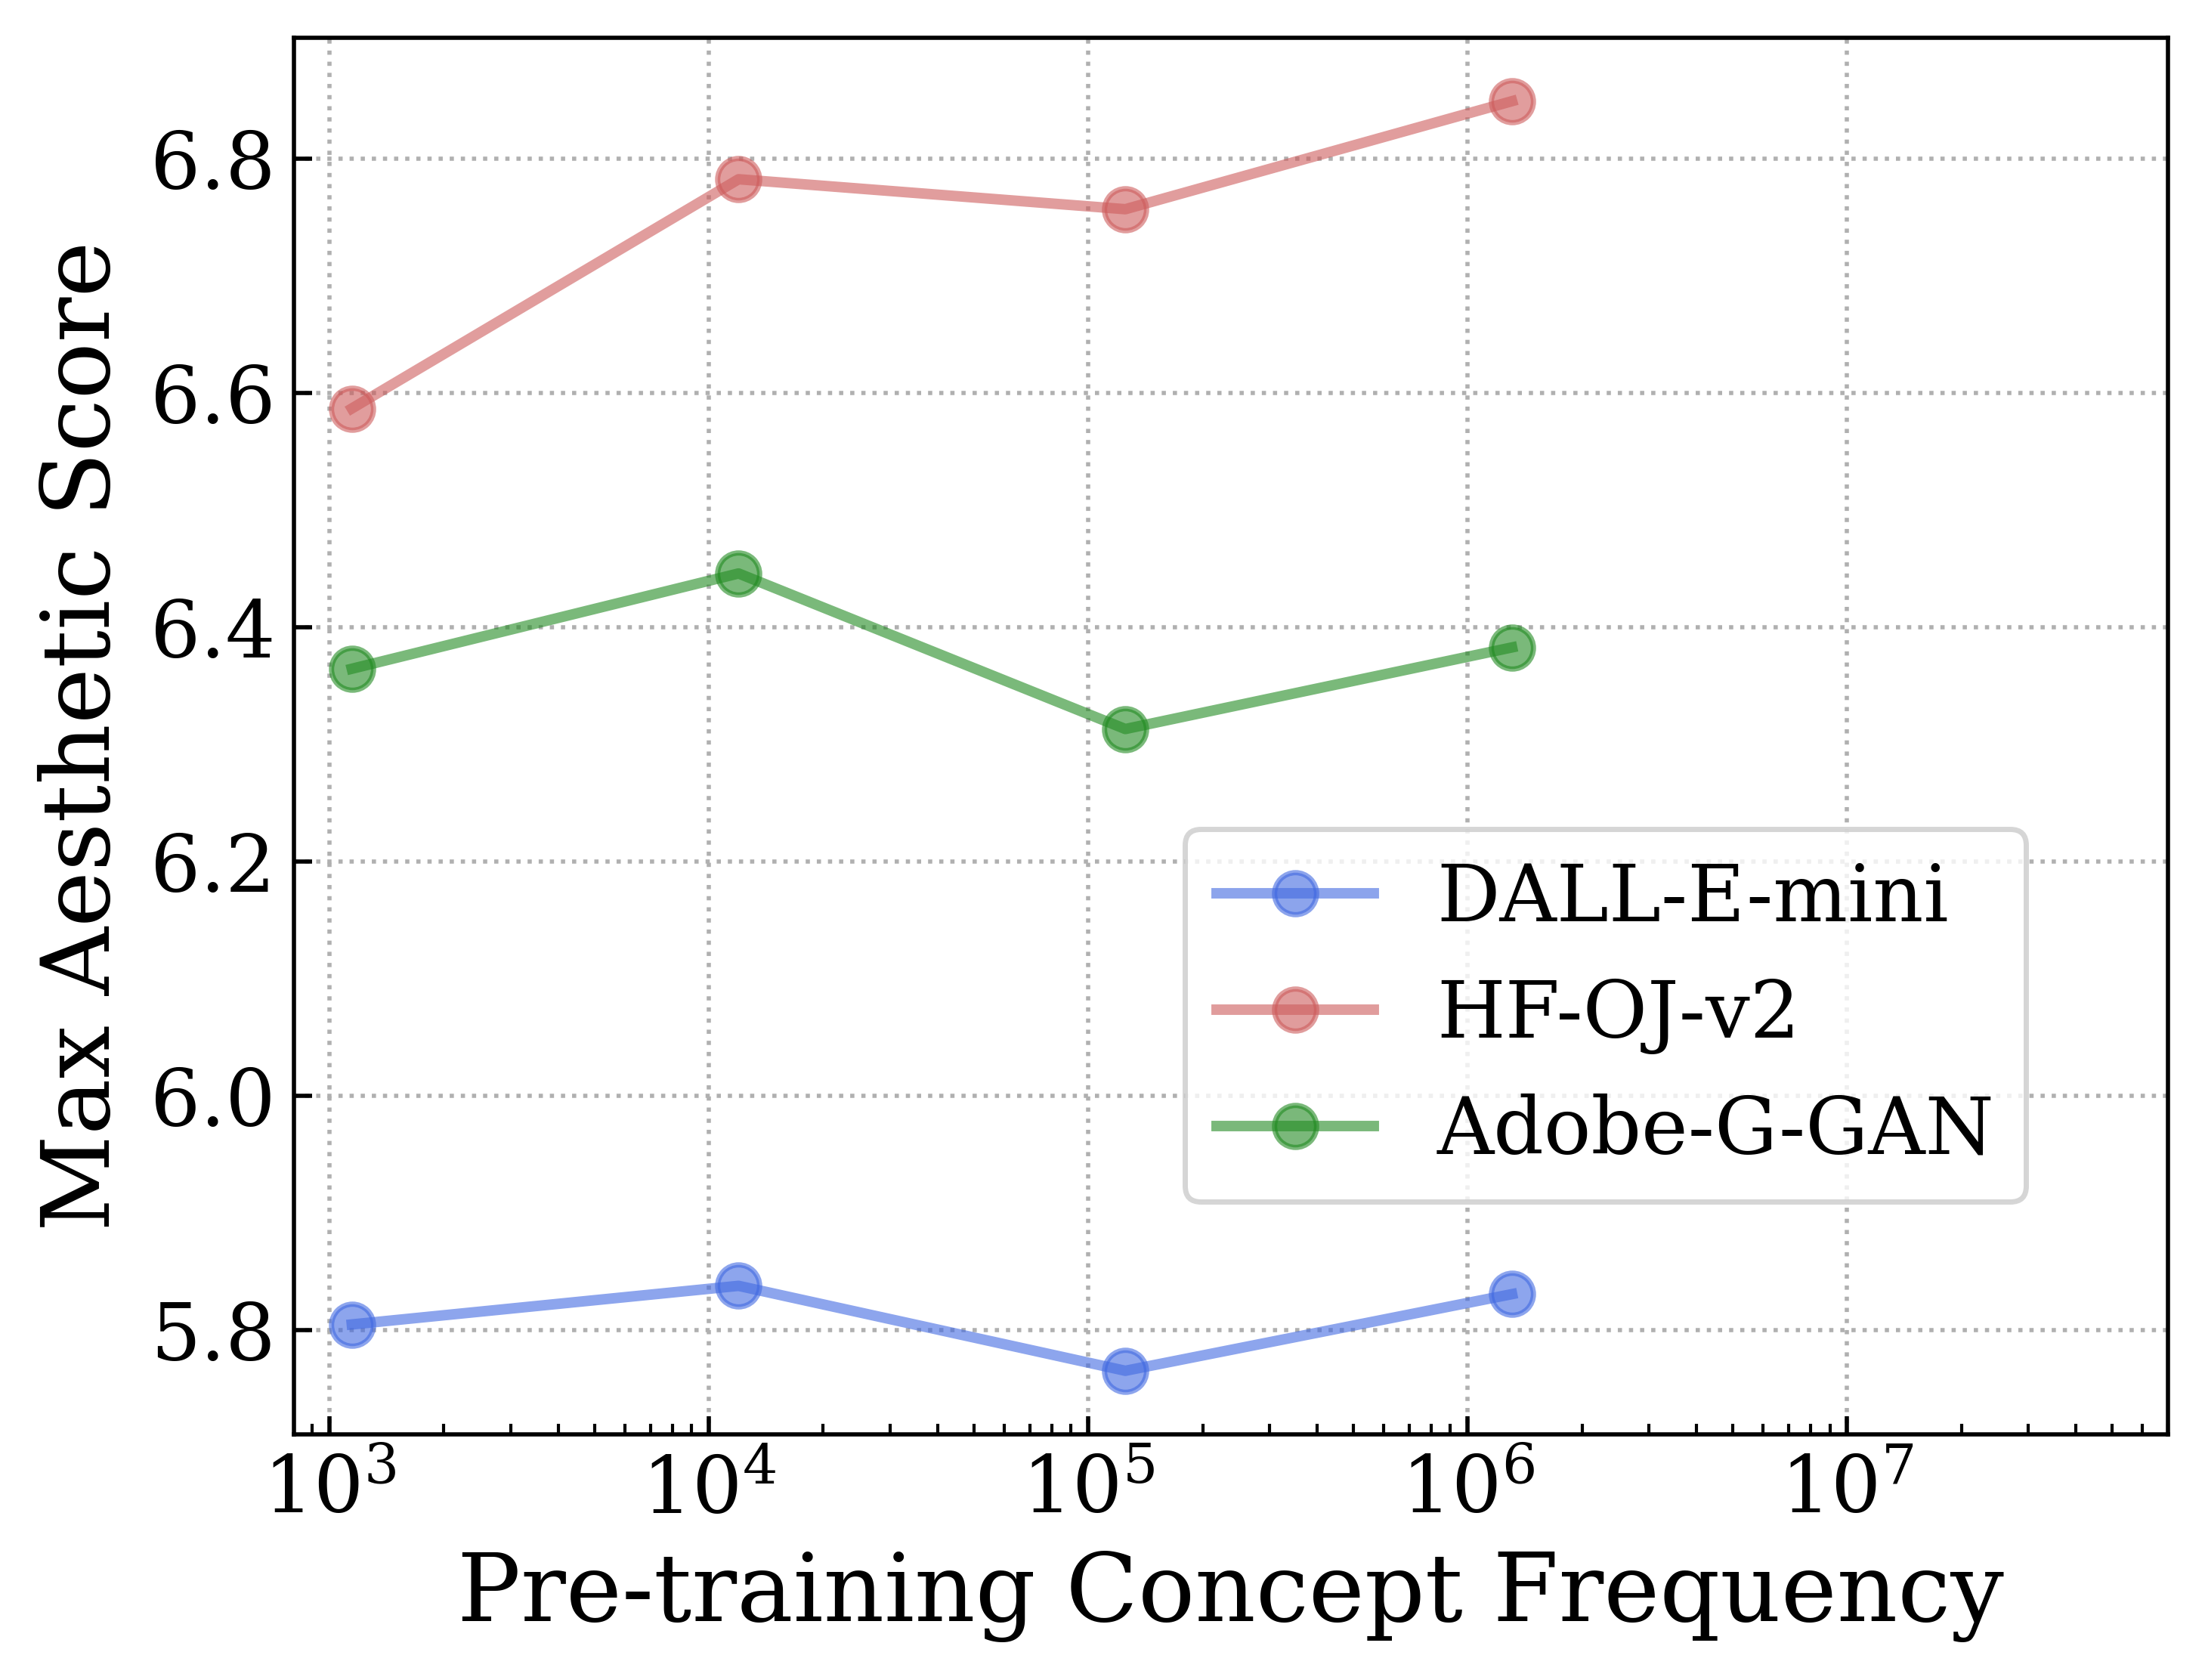 Max Aesthetic Score
6.8
6.6
6.4
6.2
6.0
5.8
DALL-E-mini
HF-OJ-v2
Adobe-G-GAN
10³ 10⁴ 10⁵ 10⁶ 10⁷
Pre-training Concept Frequency